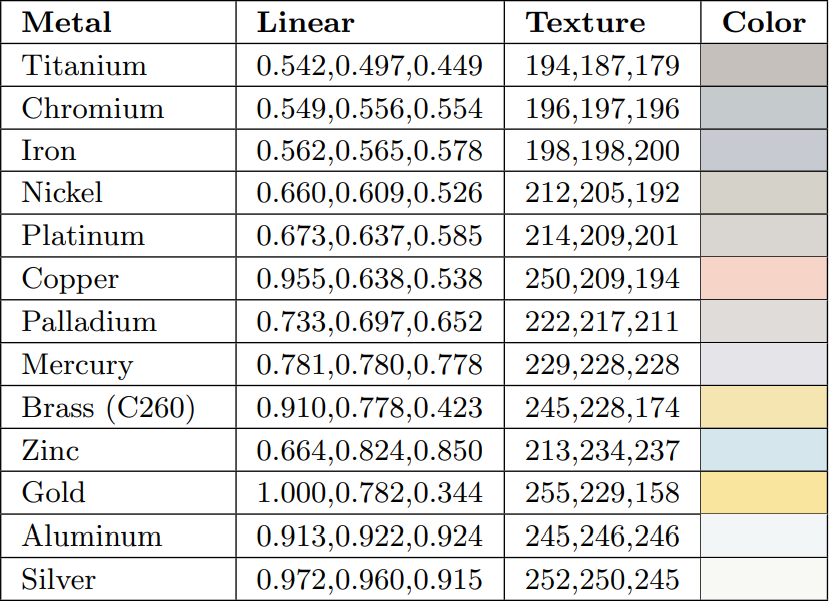 Metal Linear Texture Color
Titanium 0.542,0.497,0.449 194,187,179
Chromium 0.549,0.556,0.554 196,197,196
Iron 0.562,0.565,0.578 198,198,200
Nickel 0.660,0.609,0.526 212,205,192
Platinum 0.673,0.637,0.585 214,209,201
Copper 0.955,0.638,0.538 250,209,194
Palladium 0.733,0.697,0.652 222,217,211
Mercury 0.781,0.780,0.778 229,228,228
Brass (C260) 0.910,0.778,0.423 245,228,174
Zinc 0.664,0.824,0.850 213,234,237
Gold 1.000,0.782,0.344 255,229,158
Aluminum 0.913,0.922,0.924 245,246,246
Silver 0.972,0.960,0.915 252,250,245